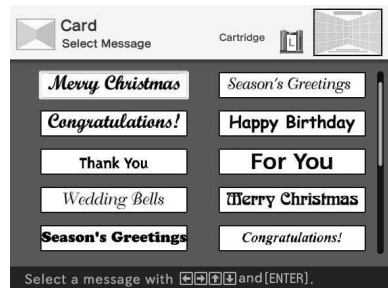 Card
Select Message
Cartridge L
Merry Christmas
Season's Greetings
Congratulations!
Happy Birthday
Thank You
For You
Wedding Bells
Merry Christmas
Season's Greetings
Congratulations!
Select a message with ←→↑↓ and [ENTER].